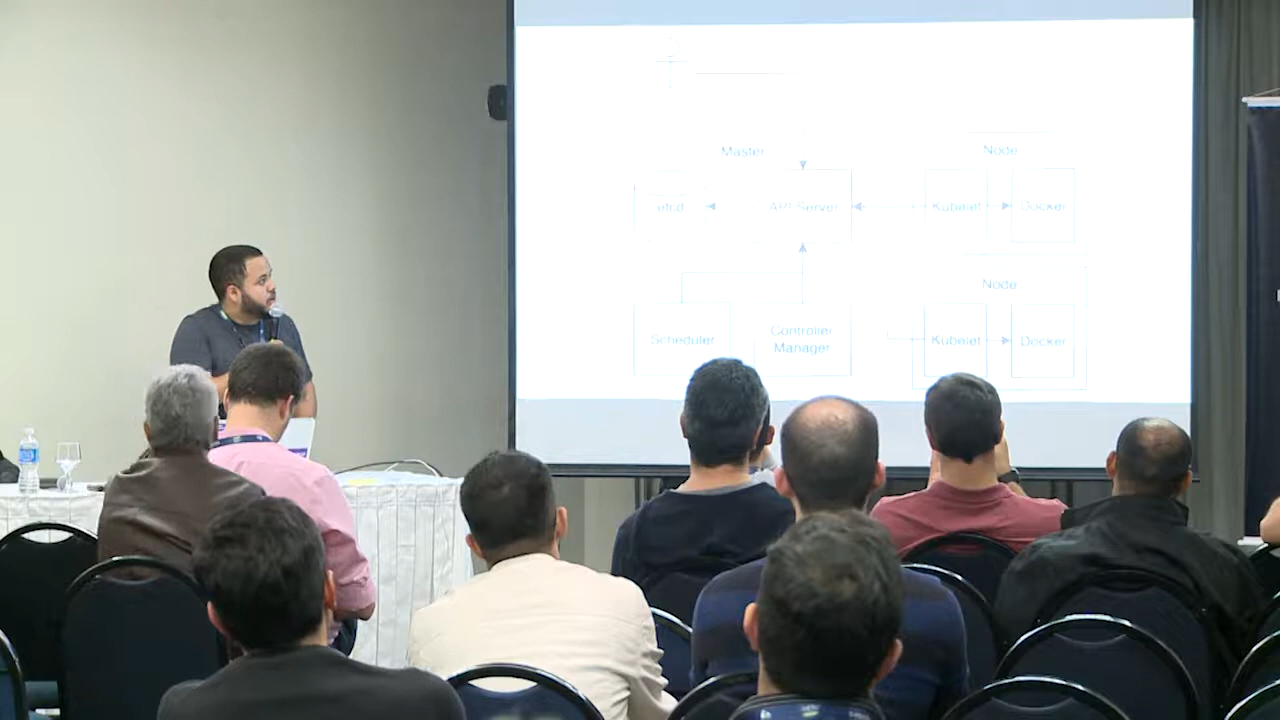 Master
Node
etcd
API Server
Kubelet
Docker
Node
Scheduler
Controller
Manager
Kubelet
Docker